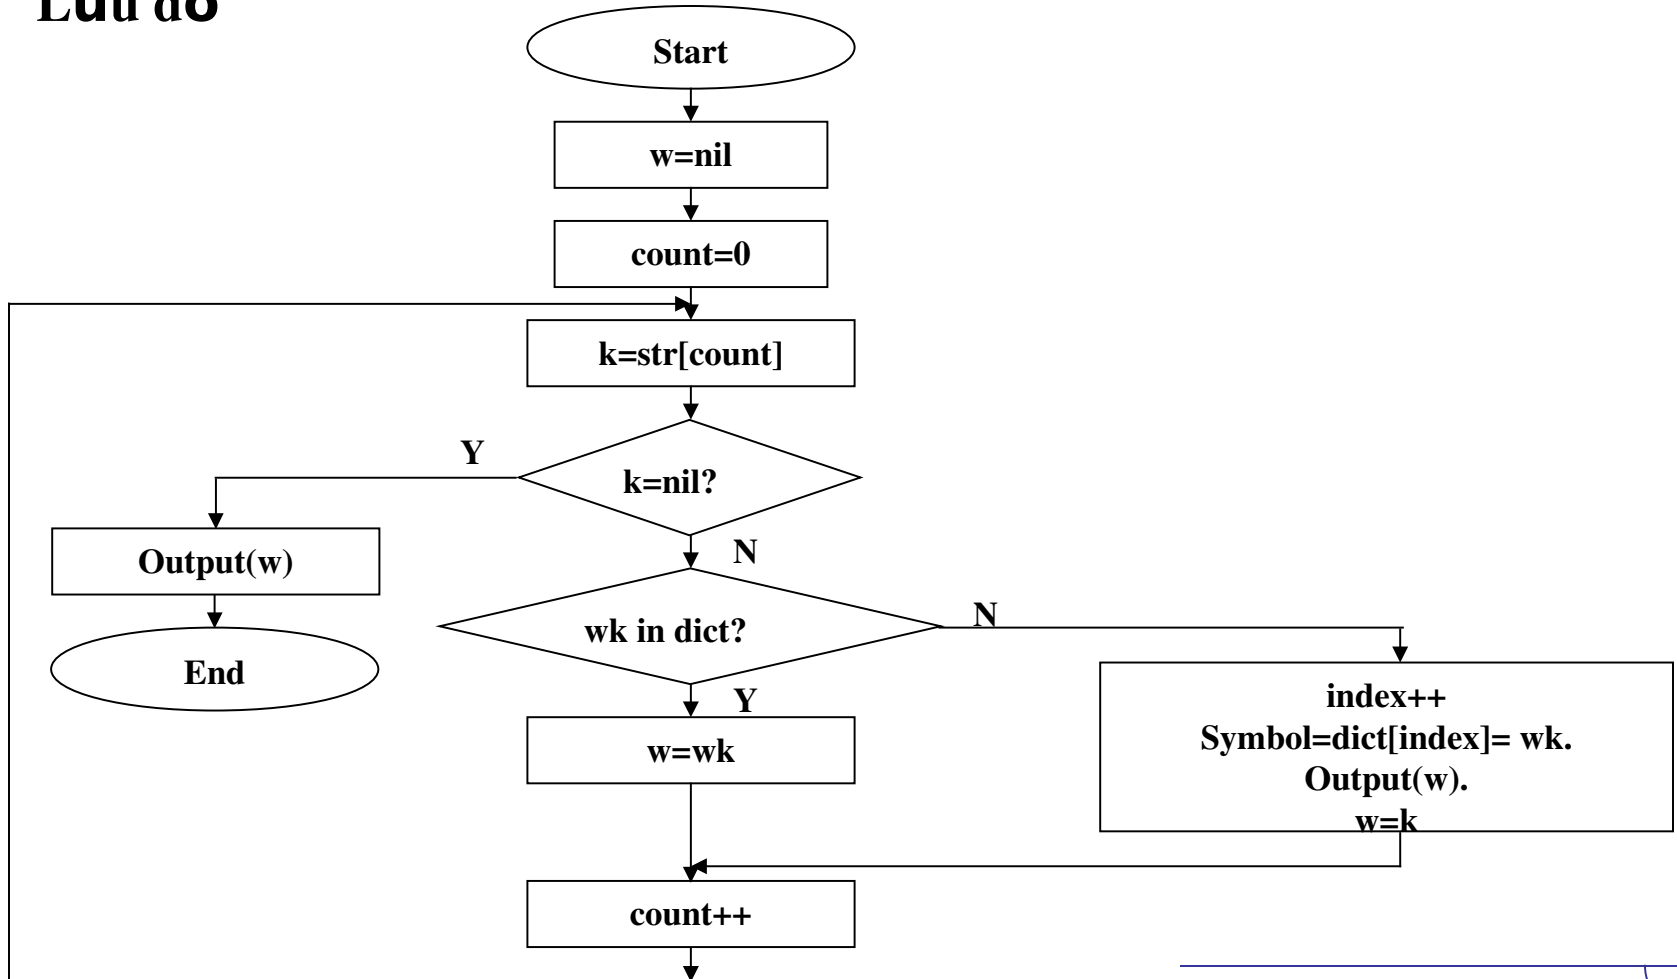 Lưu đồ
Start
w=nil
count=0
k=str[count]
k=nil?
Y
Output(w)
End
N
wk in dict?
N
index++
Symbol=dict[index]= wk.
Output(w).
w=k
Y
w=wk
count++